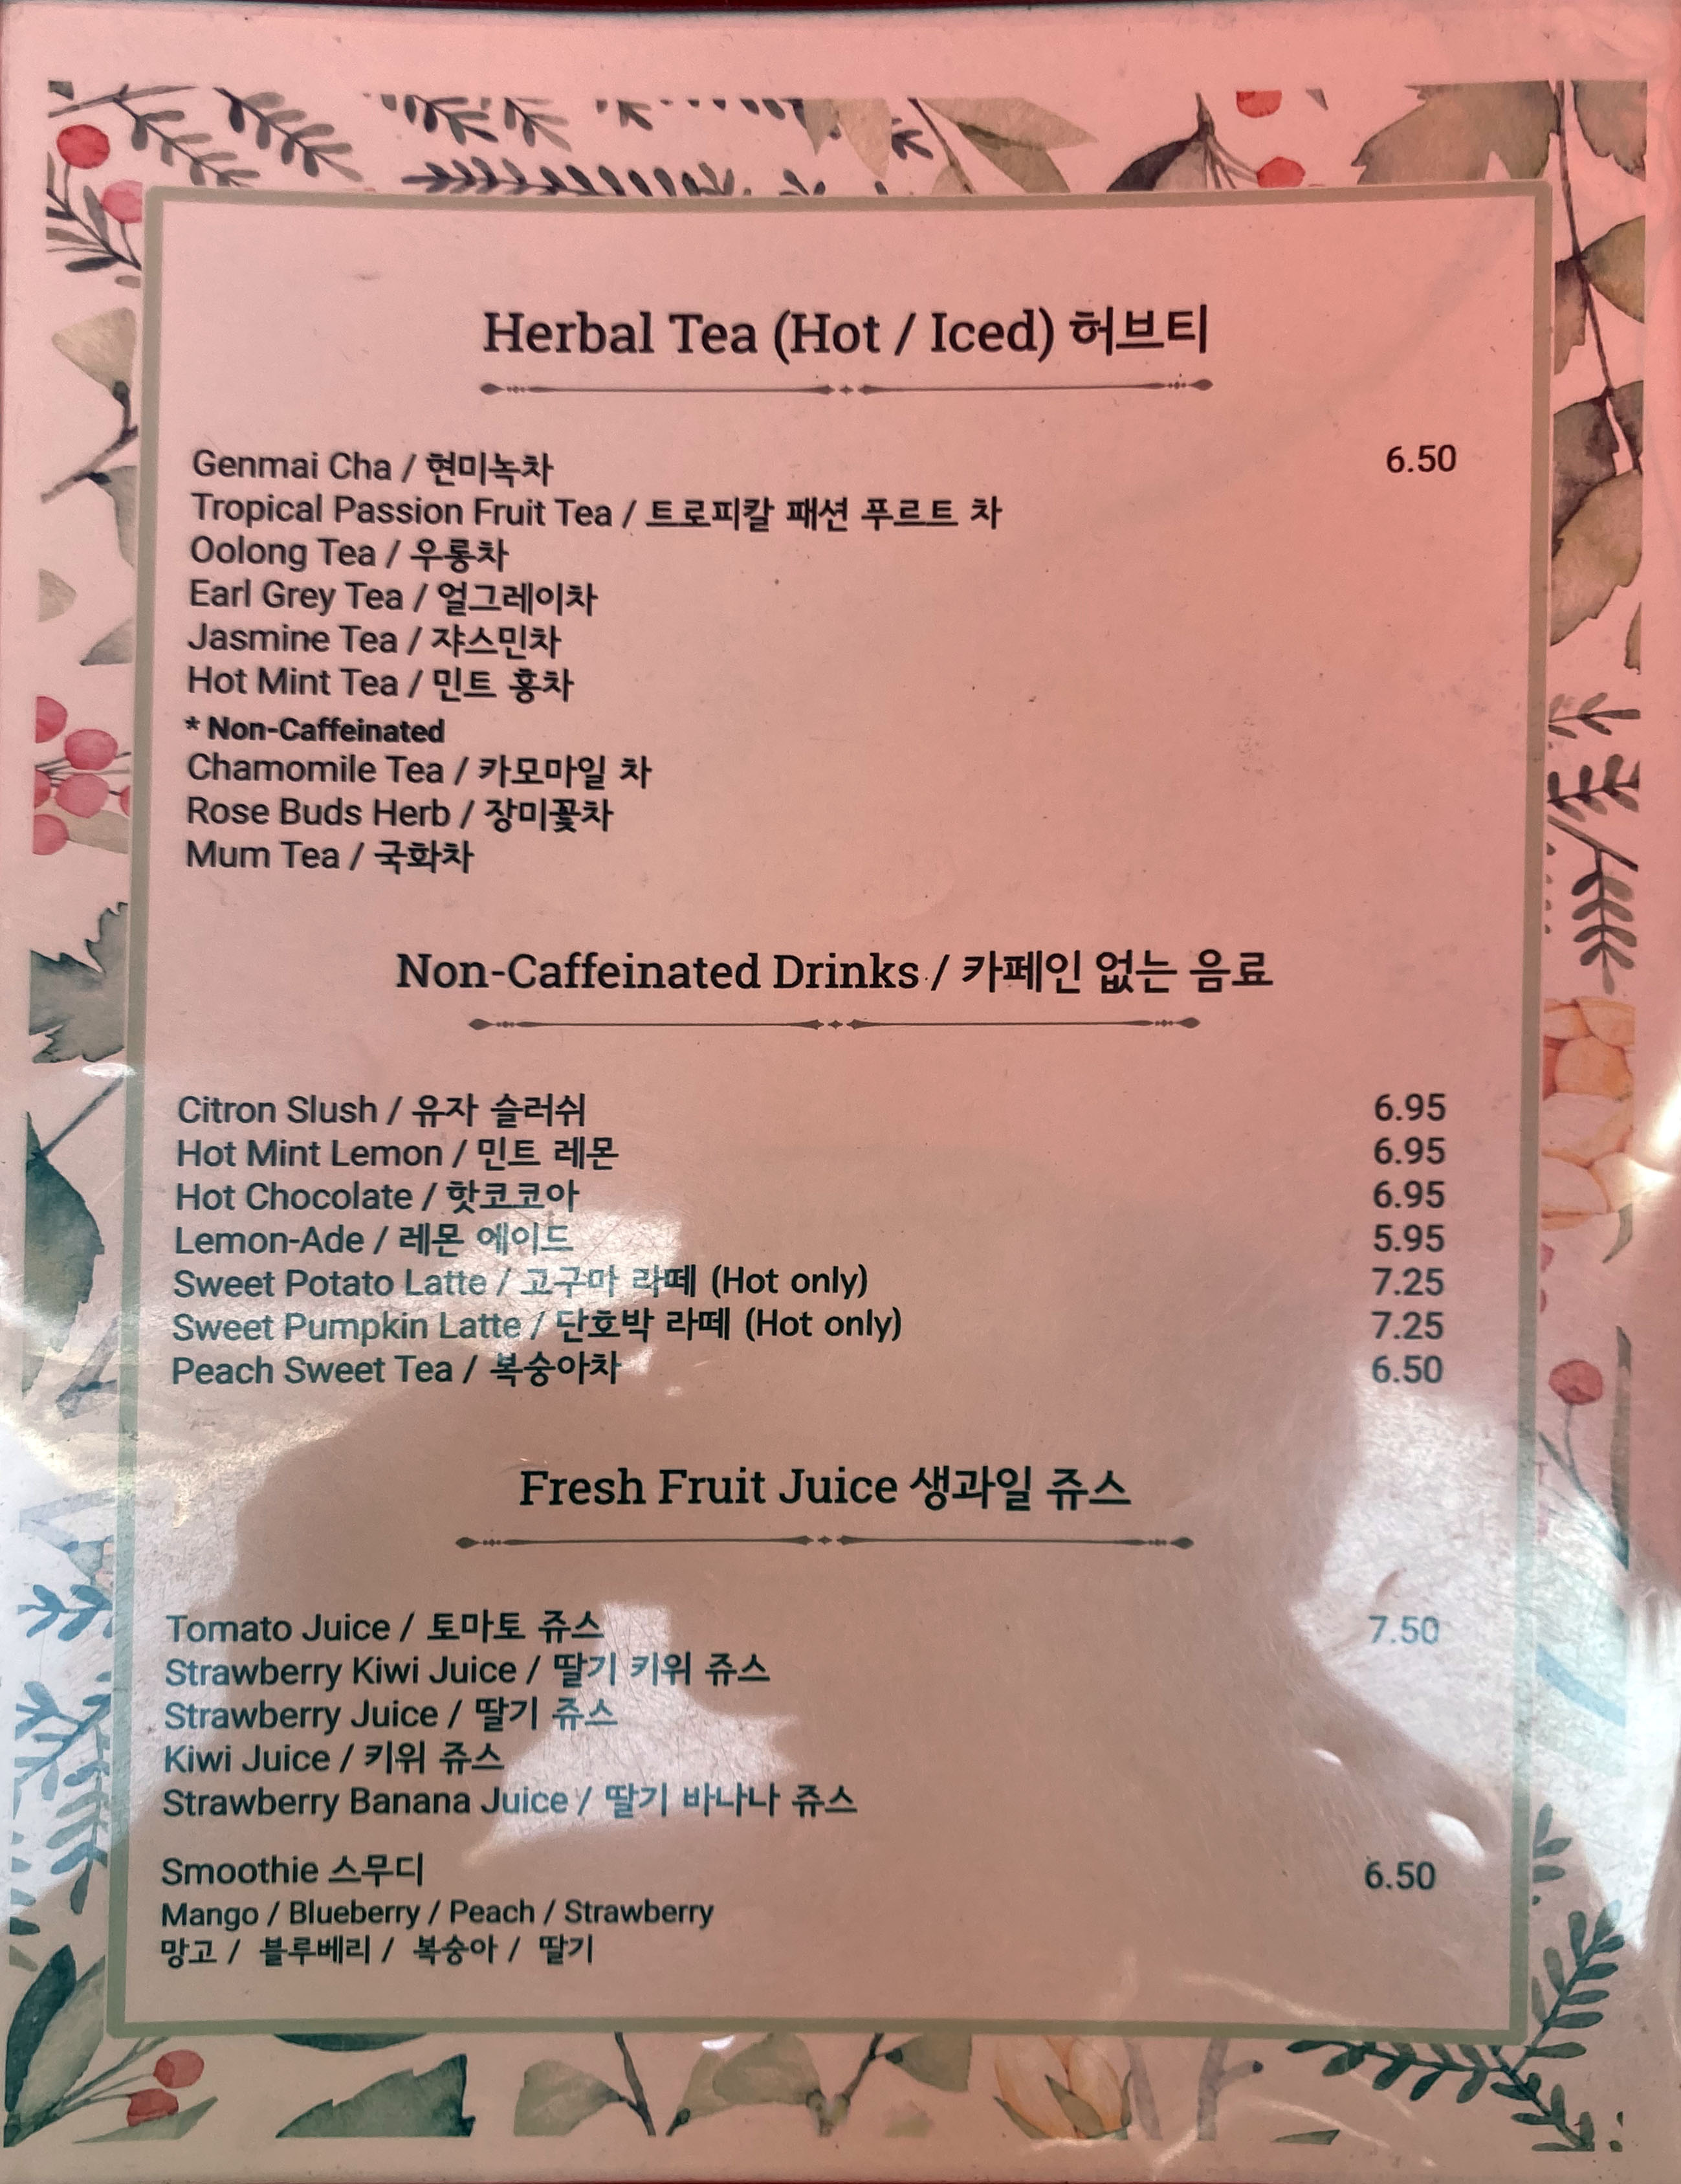 Herbal Tea (Hot / Iced) 허브티
Genmai Cha / 현미녹차 6.50
Tropical Passion Fruit Tea / 트로피칼 패션 푸르트 차
Oolong Tea / 우롱차
Earl Grey Tea / 얼그레이차
Jasmine Tea / 쟈스민차
Hot Mint Tea / 민트 홍차
* Non-Caffeinated
Chamomile Tea / 카모마일 차
Rose Buds Herb / 장미꽃차
Mum Tea / 국화차
Non-Caffeinated Drinks / 카페인 없는 음료
Citron Slush / 유자 슬러쉬 6.95
Hot Mint Lemon / 민트 레몬 6.95
Hot Chocolate / 핫코코아 6.95
Lemon-Ade / 레몬 에이드 5.95
Sweet Potato Latte / 고구마 라떼 (Hot only) 7.25
Sweet Pumpkin Latte / 단호박 라떼 (Hot only) 7.25
Peach Sweet Tea / 복숭아차 6.50
Fresh Fruit Juice 생과일 쥬스
Tomato Juice / 토마토 쥬스 7.50
Strawberry Kiwi Juice / 딸기 키위 쥬스
Strawberry Juice / 딸기 쥬스
Kiwi Juice / 키위 쥬스
Strawberry Banana Juice / 딸기 바나나 쥬스
Smoothie 스무디 6.50
Mango / Blueberry / Peach / Strawberry
망고 / 블루베리 / 복숭아 / 딸기